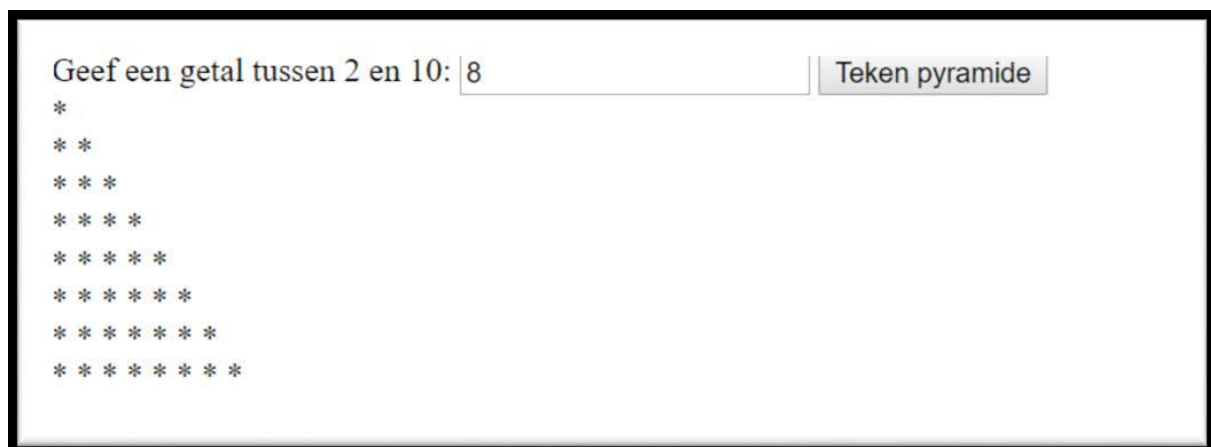 Geef een getal tussen 2 en 10: 8 Teken pyramide
*
* *
* * *
* * * *
* * * * *
* * * * * *
* * * * * * *
* * * * * * * *